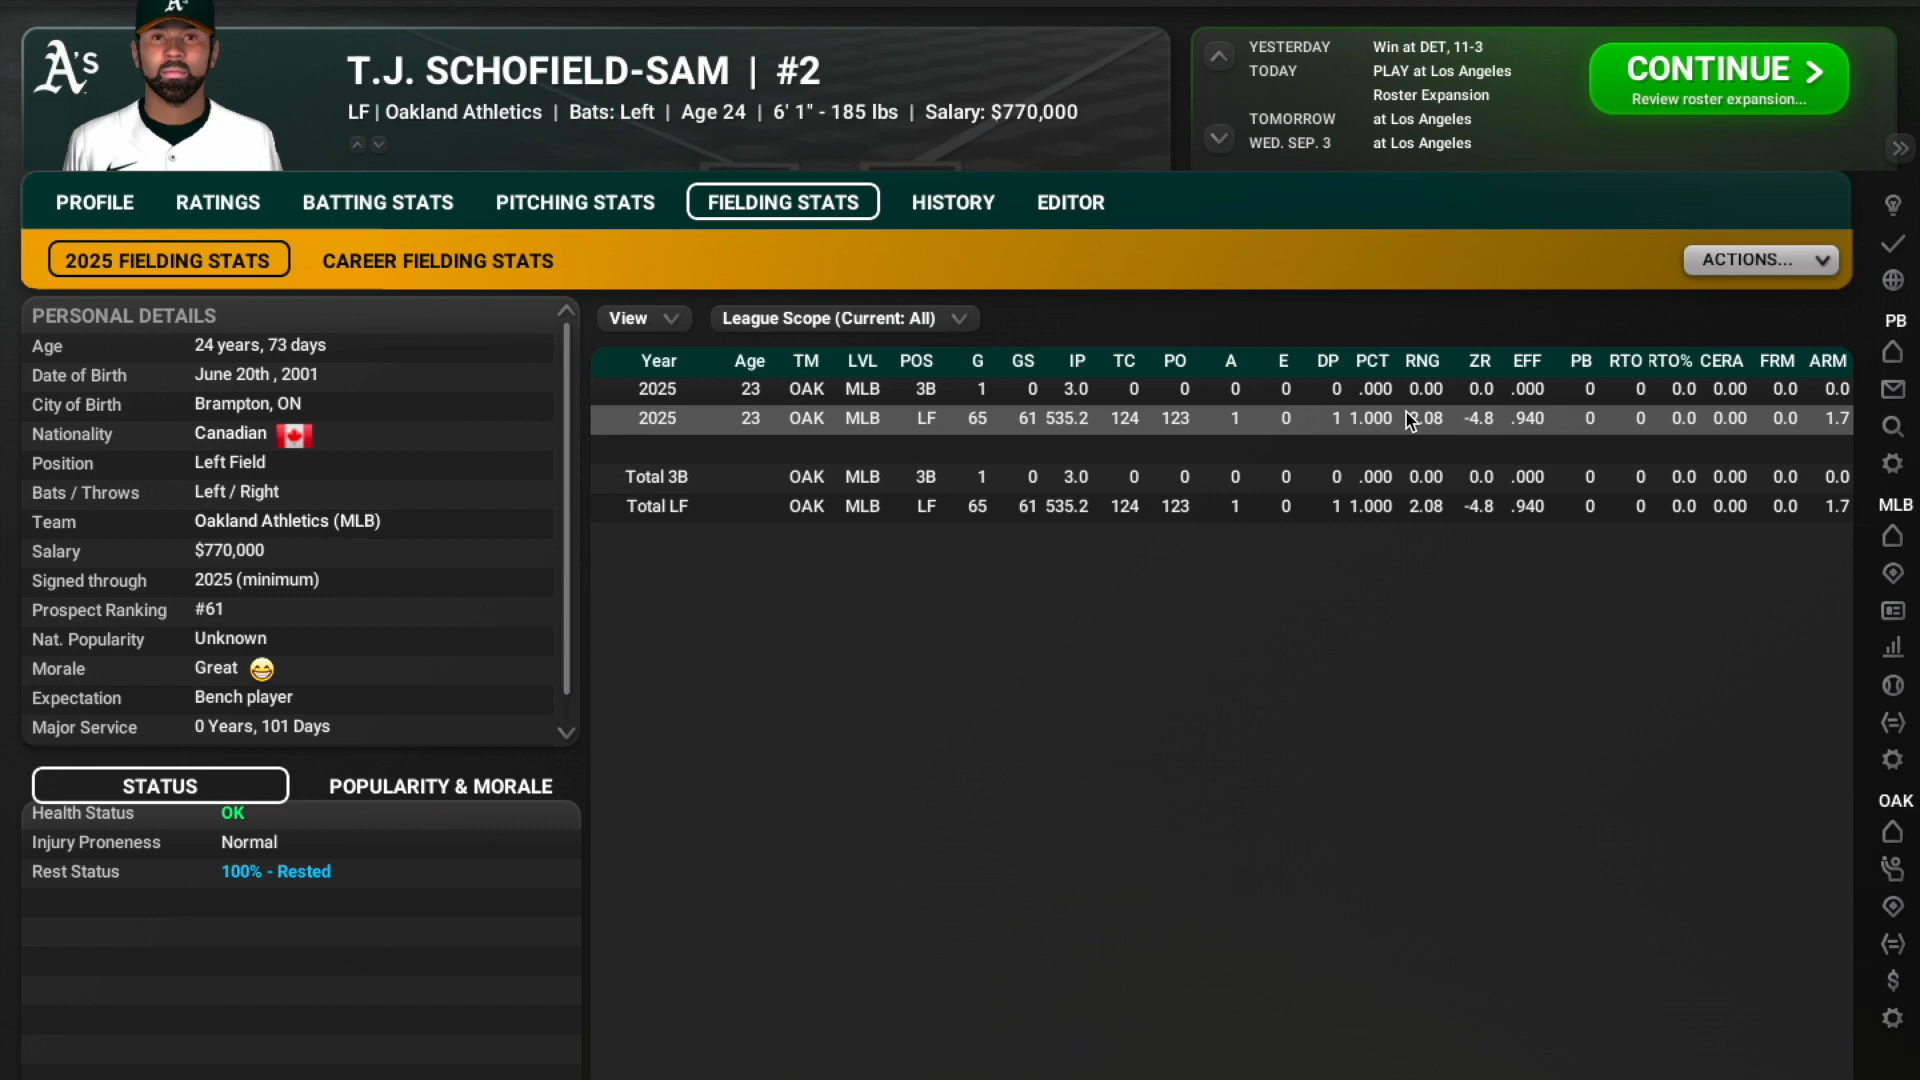 A's
T.J. SCHOFIELD-SAM | #2
LF | Oakland Athletics | Bats: Left | Age 24 | 6' 1" - 185 lbs | Salary: $770,000
YESTERDAY Win at DET, 11-3
TODAY PLAY at Los Angeles
Roster Expansion
TOMORROW at Los Angeles
WED. SEP. 3 at Los Angeles
CONTINUE
Review roster expansion...
PROFILE RATINGS BATTING STATS PITCHING STATS FIELDING STATS HISTORY EDITOR
2025 FIELDING STATS CAREER FIELDING STATS ACTIONS...
PERSONAL DETAILS
Age 24 years, 73 days
Date of Birth June 20th , 2001
City of Birth Brampton, ON
Nationality Canadian
Position Left Field
Bats / Throws Left / Right
Team Oakland Athletics (MLB)
Salary $770,000
Signed through 2025 (minimum)
Prospect Ranking #61
Nat. Popularity Unknown
Morale Great
Expectation Bench player
Major Service 0 Years, 101 Days
STATUS POPULARITY & MORALE
Health Status OK
Injury Proneness Normal
Rest Status 100% - Rested
View League Scope (Current: All)
Year Age TM LVL POS G GS IP TC PO A E DP PCT RNG ZR EFF PB RTO RTO% CERA FRM ARM
2025 23 OAK MLB 3B 1 0 3.0 0 0 0 0 0 .000 0.00 0.0 .000 0 0 0.0 0.00 0.0 0.0
2025 23 OAK MLB LF 65 61 535.2 124 123 1 0 1 1.000 2.08 -4.8 .940 0 0 0.0 0.00 0.0 1.7
Total 3B OAK MLB 3B 1 0 3.0 0 0 0 0 0 .000 0.00 0.0 .000 0 0 0.0 0.00 0.0 0.0
Total LF OAK MLB LF 65 61 535.2 124 123 1 0 1 1.000 2.08 -4.8 .940 0 0 0.0 0.00 0.0 1.7
PB
MLB
OAK